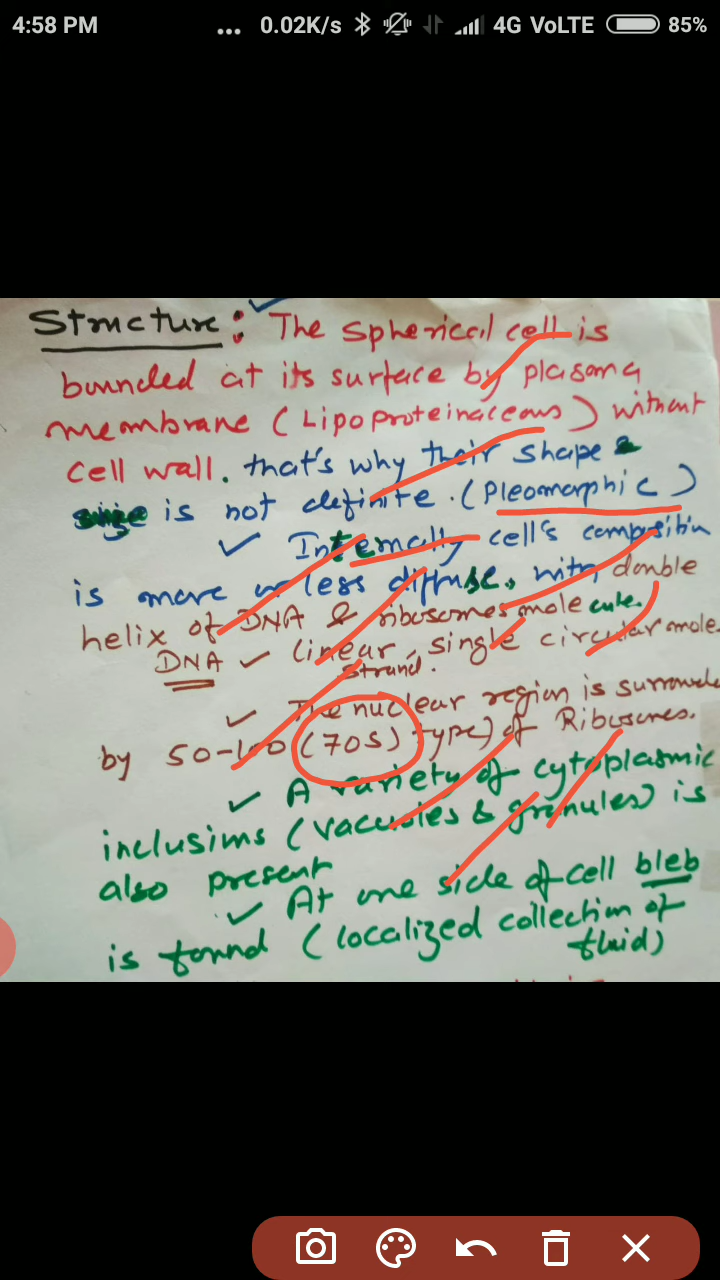 4:58 PM ... 0.02K/s 4G VoLTE 85%
Structure: The Spherical cell is
bounded at its surface by plasma
membrane (Lipoproteinaceous) without
cell wall. that's why their shape &
size is not definite. (Pleomorphic)
✓ Internally cell's composition
is more or less diffuse, with double
helix of DNA & ribosomes molecule.
DNA ✓ linear, single circular mole
strand.
✓ The nuclear region is surrounde
by 50-100 (70S) type) of Ribosomes.
✓ A variety of cytoplasmic
inclusions (vacuoles & granules) is
also present
✓ At one side of cell bleb
is found (localized collection of
fluid)